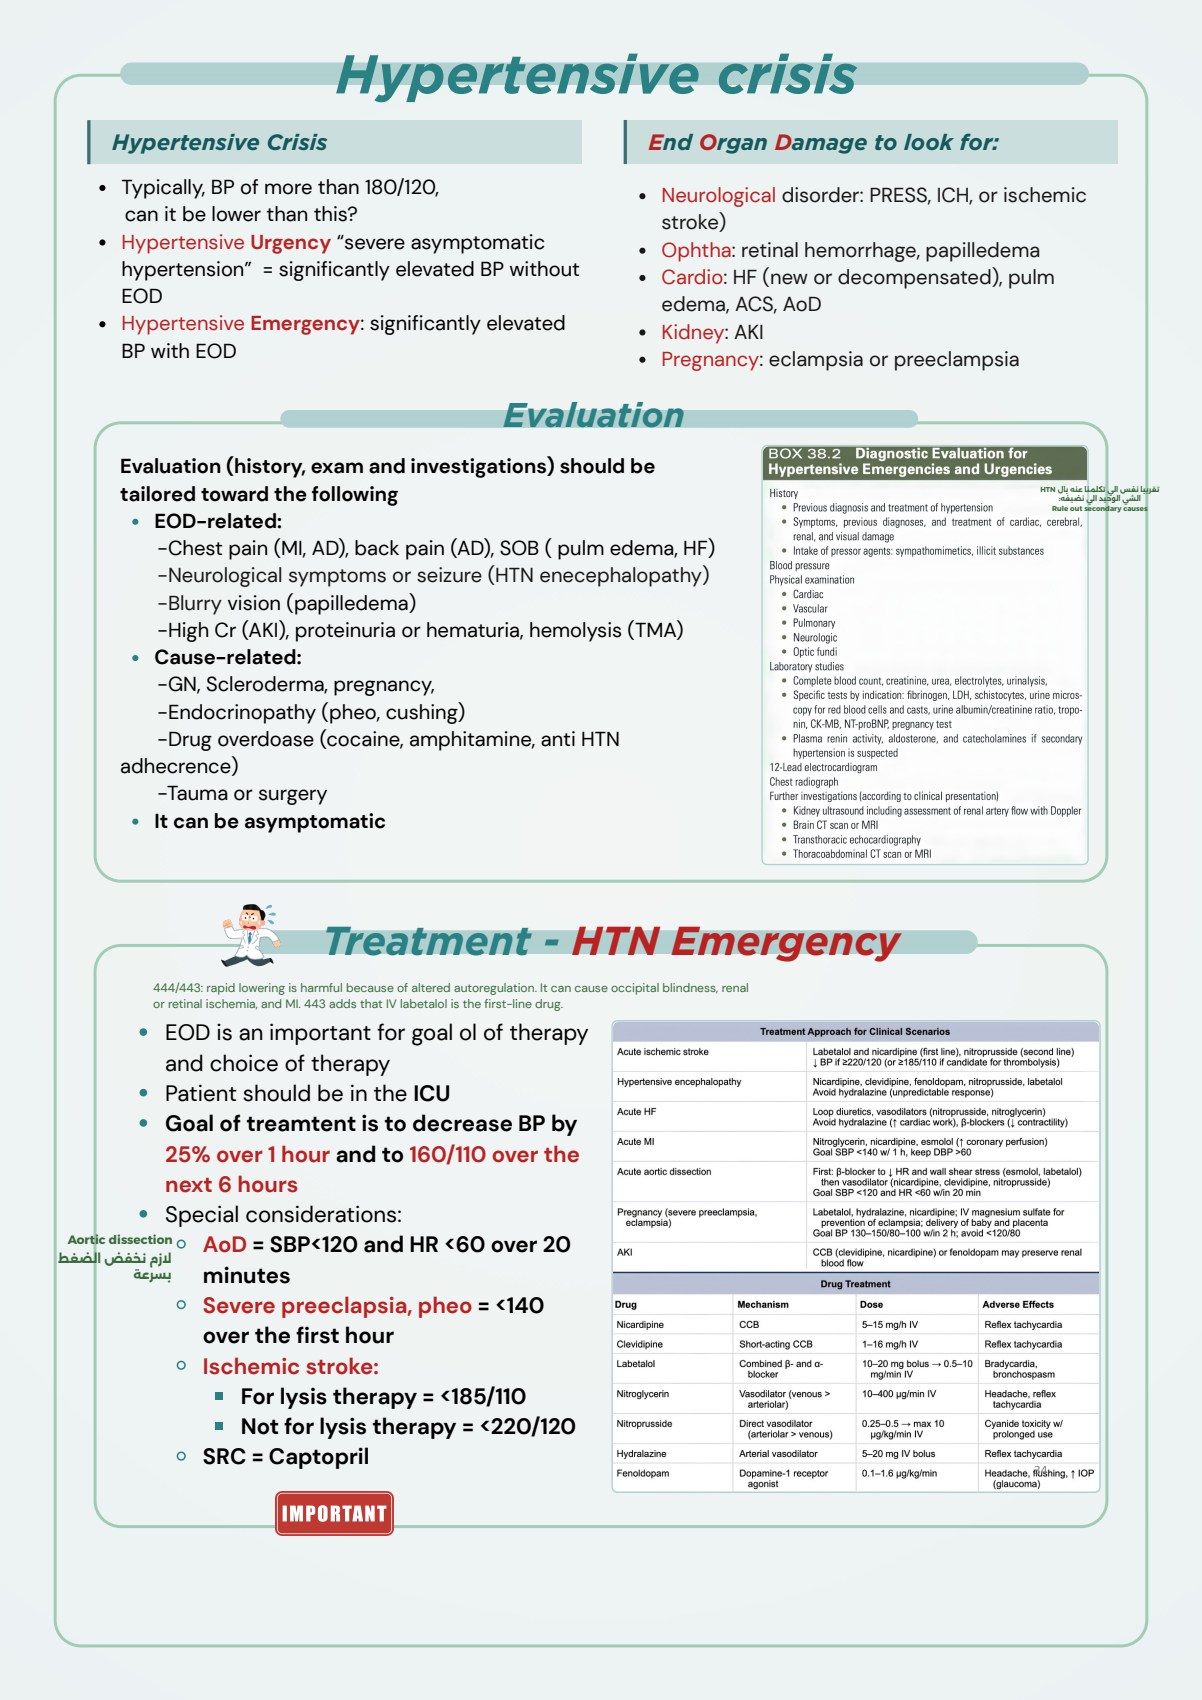 Hypertensive crisis
Hypertensive Crisis
• Typically, BP of more than 180/120,
can it be lower than this?
• Hypertensive Urgency “severe asymptomatic
hypertension” = significantly elevated BP without
EOD
• Hypertensive Emergency: significantly elevated
BP with EOD
End Organ Damage to look for:
• Neurological disorder: PRESS, ICH, or ischemic
stroke)
• Ophtha: retinal hemorrhage, papilledema
• Cardio: HF (new or decompensated), pulm
edema, ACS, AoD
• Kidney: AKI
• Pregnancy: eclampsia or preeclampsia
Evaluation
Evaluation (history, exam and investigations) should be
tailored toward the following
• EOD-related:
-Chest pain (MI, AD), back pain (AD), SOB ( pulm edema, HF)
-Neurological symptoms or seizure (HTN enecephalopathy)
-Blurry vision (papilledema)
-High Cr (AKI), proteinuria or hematuria, hemolysis (TMA)
• Cause-related:
-GN, Scleroderma, pregnancy,
-Endocrinopathy (pheo, cushing)
-Drug overdoase (cocaine, amphitamine, anti HTN
adhecrence)
-Tauma or surgery
• It can be asymptomatic
BOX 38.2 Diagnostic Evaluation for
Hypertensive Emergencies and Urgencies
تقريبا نفس الي تكلمنا عنه بال HTN
الشي الوحيد الي نضيفه:
Rule out secondary causes
History
• Previous diagnosis and treatment of hypertension
• Symptoms, previous diagnoses, and treatment of cardiac, cerebral,
renal, and visual damage
• Intake of pressor agents: sympathomimetics, illicit substances
Blood pressure
Physical examination
• Cardiac
• Vascular
• Pulmonary
• Neurologic
• Optic fundi
Laboratory studies
• Complete blood count, creatinine, urea, electrolytes, urinalysis,
• Specific tests by indication: fibrinogen, LDH, schistocytes, urine micros-
copy for red blood cells and casts, urine albumin/creatinine ratio, tropo-
nin, CK-MB, NT-proBNP, pregnancy test
• Plasma renin activity, aldosterone, and catecholamines if secondary
hypertension is suspected
12-Lead electrocardiogram
Chest radiograph
Further investigations (according to clinical presentation)
• Kidney ultrasound including assessment of renal artery flow with Doppler
• Brain CT scan or MRI
• Transthoracic echocardiography
• Thoracoabdominal CT scan or MRI
Treatment - HTN Emergency
444/443: rapid lowering is harmful because of altered autoregulation. It can cause occipital blindness, renal
or retinal ischemia, and MI. 443 adds that IV labetalol is the first-line drug.
• EOD is an important for goal ol of therapy
and choice of therapy
• Patient should be in the ICU
• Goal of treamtent is to decrease BP by
25% over 1 hour and to 160/110 over the
next 6 hours
• Special considerations:
Aortic dissection
لازم نخفض الضغط
بسرعة
○ AoD = SBP<120 and HR <60 over 20
minutes
○ Severe preeclapsia, pheo = <140
over the first hour
○ Ischemic stroke:
▪ For lysis therapy = <185/110
▪ Not for lysis therapy = <220/120
○ SRC = Captopril
IMPORTANT
Treatment Approach for Clinical Scenarios
Acute ischemic stroke
Labetalol and nicardipine (first line), nitroprusside (second line)
↓ BP if ≥220/120 (or ≥185/110 if candidate for thrombolysis)
Hypertensive encephalopathy
Nicardipine, clevidipine, fenoldopam, nitroprusside, labetalol
Avoid hydralazine (unpredictable response)
Acute HF
Loop diuretics, vasodilators (nitroprusside, nitroglycerin)
Avoid hydralazine (↑ cardiac work), β-blockers (↓ contractility)
Acute MI
Nitroglycerin, nicardipine, esmolol (↑ coronary perfusion)
Goal SBP <140 w/ 1 h, keep DBP >60
Acute aortic dissection
First: β-blocker to ↓ HR and wall shear stress (esmolol, labetalol)
then vasodilator (nicardipine, clevidipine, nitroprusside)
Goal SBP <120 and HR <60 w/in 20 min
Pregnancy (severe preeclampsia,
eclampsia)
Labetalol, hydralazine, nicardipine; IV magnesium sulfate for
prevention of eclampsia; delivery of baby and placenta
Goal BP 130–150/80–100 w/in 2 h; avoid <120/80
AKI
CCB (clevidipine, nicardipine) or fenoldopam may preserve renal
blood flow
Drug Treatment
Drug Mechanism Dose Adverse Effects
Nicardipine CCB 5–15 mg/h IV Reflex tachycardia
Clevidipine Short-acting CCB 1–16 mg/h IV Reflex tachycardia
Labetalol Combined β- and α- 10–20 mg bolus → 0.5–10 Bradycardia,
blocker mg/min IV bronchospasm
Nitroglycerin Vasodilator (venous > 10–400 µg/min IV Headache, reflex
arteriolar) tachycardia
Nitroprusside Direct vasodilator 0.25–0.5 → max 10 Cyanide toxicity w/
(arteriolar > venous) µg/kg/min IV prolonged use
Hydralazine Arterial vasodilator 5–20 mg IV bolus Reflex tachycardia
Fenoldopam Dopamine-1 receptor 0.1–1.6 µg/kg/min Headache, flushing, ↑ IOP
agonist (glaucoma)